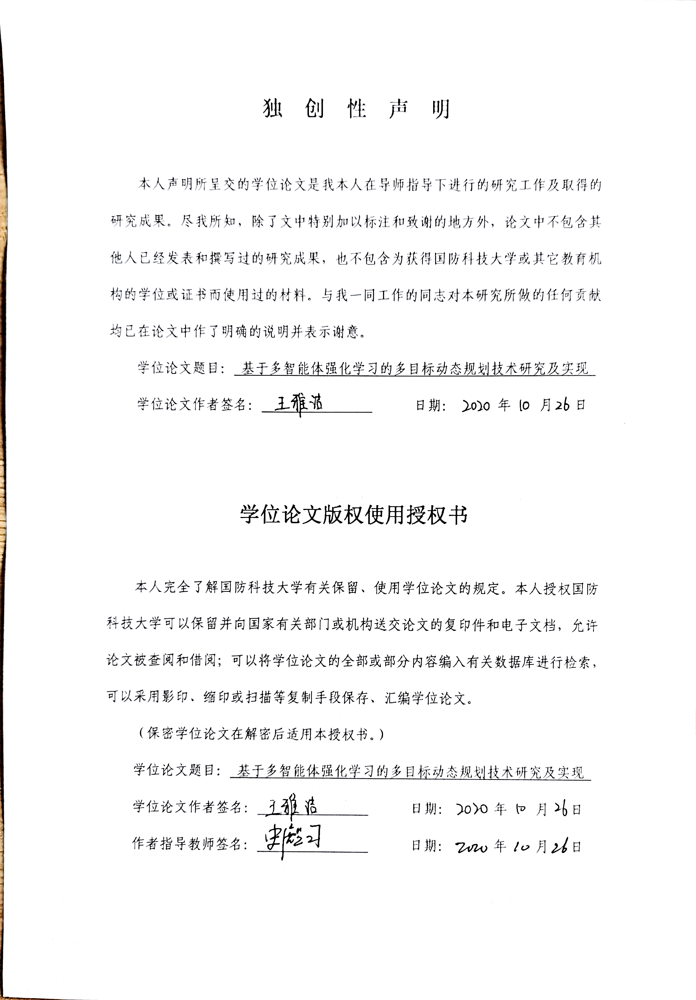 独创性声明
本人声明所呈交的学位论文是我本人在导师指导下进行的研究工作及取得的
研究成果。尽我所知，除了文中特别加以标注和致谢的地方外，论文中不包含其
他人已经发表和撰写过的研究成果，也不包含为获得国防科技大学或其它教育机
构的学位或证书而使用过的材料。与我一同工作的同志对本研究所做的任何贡献
均已在论文中作了明确的说明并表示谢意。
学位论文题目：基于多智能体强化学习的多目标动态规划技术研究及实现
学位论文作者签名：王雅洁 日期：2020 年 10 月 26 日
学位论文版权使用授权书
本人完全了解国防科技大学有关保留、使用学位论文的规定。本人授权国防
科技大学可以保留并向国家有关部门或机构送交论文的复印件和电子文档，允许
论文被查阅和借阅；可以将学位论文的全部或部分内容编入有关数据库进行检索，
可以采用影印、缩印或扫描等复制手段保存、汇编学位论文。
（保密学位论文在解密后适用本授权书。）
学位论文题目：基于多智能体强化学习的多目标动态规划技术研究及实现
学位论文作者签名：王雅洁 日期：2020 年 10 月 26 日
作者指导教师签名： 日期：2020 年 10 月 26 日